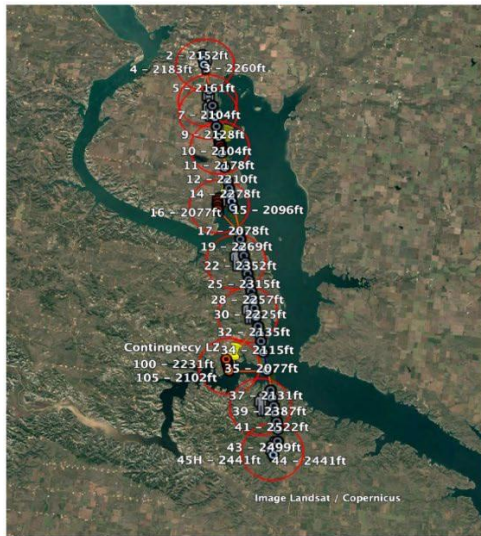 2 - 2152ft
4 - 2183ft 3 - 2260ft
5 - 2161ft
7 - 2104ft
9 - 2128ft
10 - 2104ft
11 - 2178ft
12 - 2210ft
14 - 2278ft
16 - 2077ft 15 - 2096ft
17 - 2078ft
19 - 2269ft
22 - 2352ft
25 - 2315ft
28 - 2257ft
30 - 2225ft
32 - 2135ft
Contingnecy LZ 34 - 2115ft
100 - 2231ft 35 - 2077ft
105 - 2102ft
37 - 2131ft
39 - 2387ft
41 - 2522ft
43 - 2499ft
45H - 2441ft 44 - 2441ft
Image Landsat / Copernicus